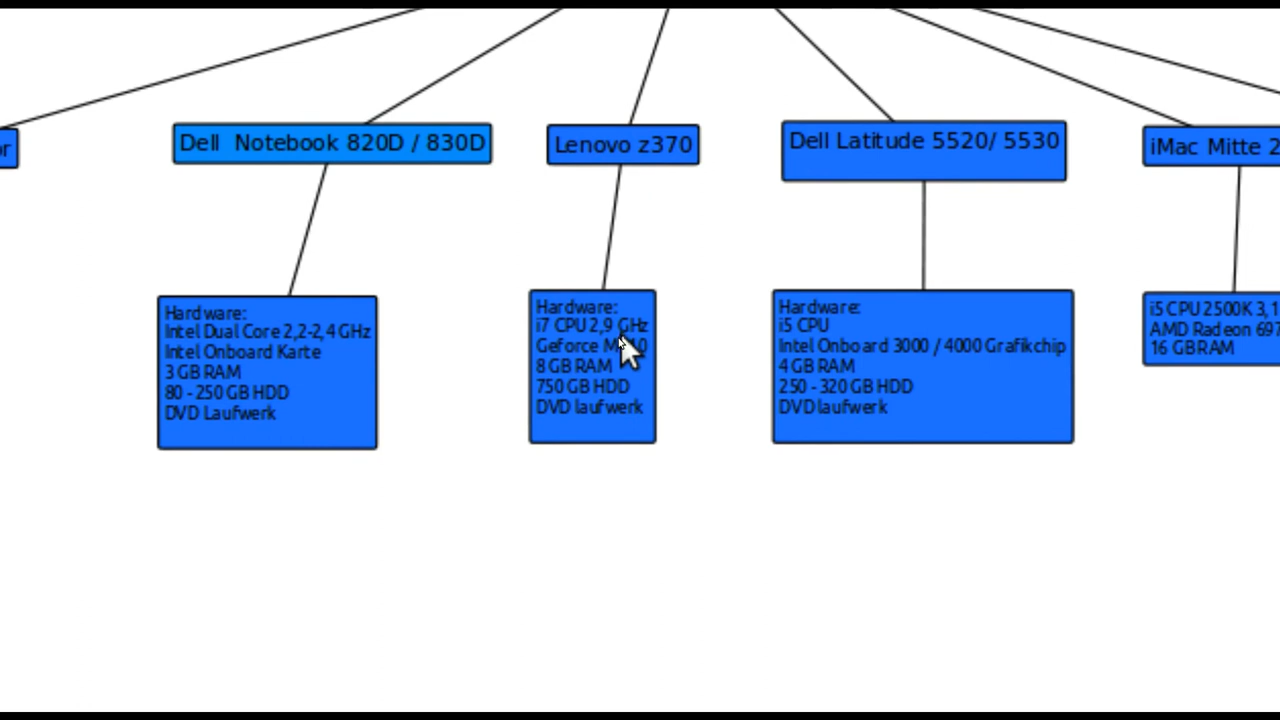 or
Dell Notebook 820D / 830D
Lenovo z370
Dell Latitude 5520/ 5530
iMac Mitte 2
Hardware:
Intel Dual Core 2,2-2,4 GHz
Intel Onboard Karte
3 GB RAM
80 - 250 GB HDD
DVD Laufwerk
Hardware:
i7 CPU 2,9 GHz
GeForce
8 GB RAM
750 GB HDD
DVD laufwerk
Hardware:
i5 CPU
Intel Onboard 3000 / 4000 Grafikchip
4 GB RAM
250 - 320 GB HDD
DVD laufwerk
i5 CPU 2500K 3,1
AMD Radeon 697
16 GB RAM